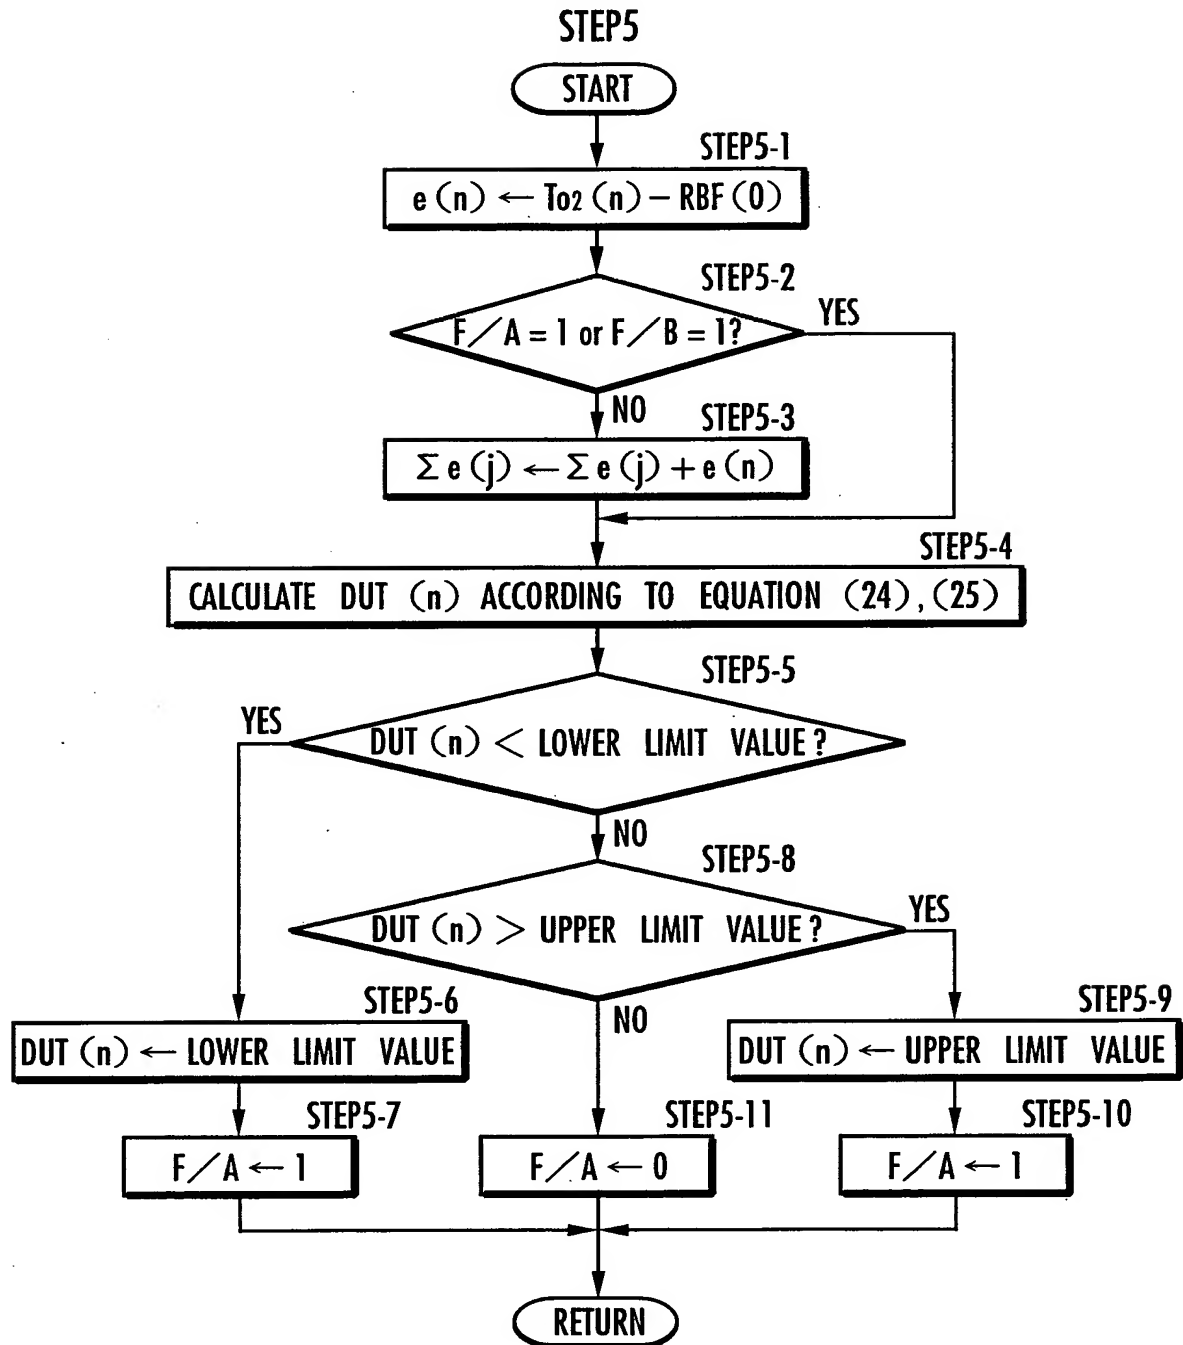 STEP5
START
STEP5-1
e(n) ← To2(n) − RBF(0)
STEP5-2
F/A = 1 or F/B = 1?
YES
NO
STEP5-3
Σe(j) ← Σe(j) + e(n)
STEP5-4
CALCULATE DUT (n) ACCORDING TO EQUATION (24), (25)
STEP5-5
YES
DUT (n) < LOWER LIMIT VALUE?
NO
STEP5-8
DUT (n) > UPPER LIMIT VALUE?
YES
NO
STEP5-6
DUT (n) ← LOWER LIMIT VALUE
STEP5-9
DUT (n) ← UPPER LIMIT VALUE
STEP5-7
F/A ← 1
STEP5-11
F/A ← 0
STEP5-10
F/A ← 1
RETURN